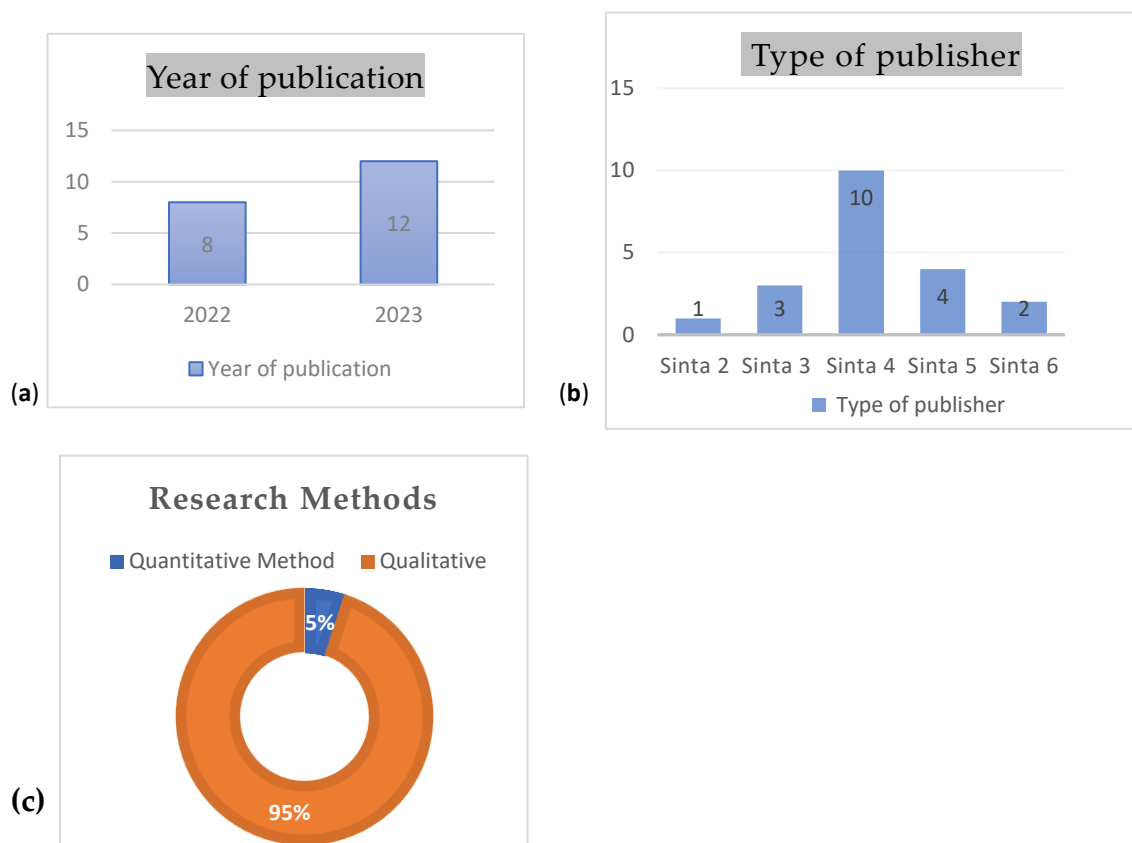 Year of publication
15
10
5
0
8
12
2022
2023
Year of publication
(a)
Type of publisher
15
10
5
0
1
3
10
4
2
Sinta 2 Sinta 3 Sinta 4 Sinta 5 Sinta 6
Type of publisher
(b)
Research Methods
Quantitative Method Qualitative
5%
95%
(c)